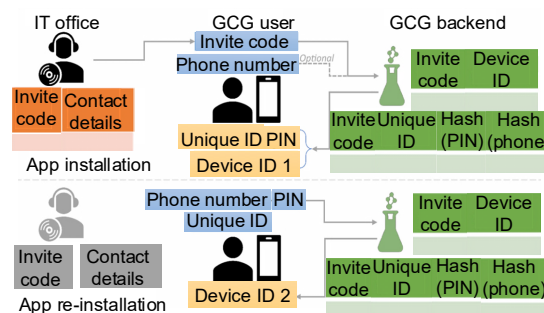 IT office
GCG user
GCG backend
Invite code
Phone number
Optional
Invite code
Device ID
Invite code
Contact details
Unique ID PIN
Device ID 1
Invite code
Unique ID
Hash (PIN)
Hash (phone)
App installation
Phone number PIN
Unique ID
Invite code
Device ID
Invite code
Contact details
Device ID 2
Invite code
Unique ID
Hash (PIN)
Hash (phone)
App re-installation